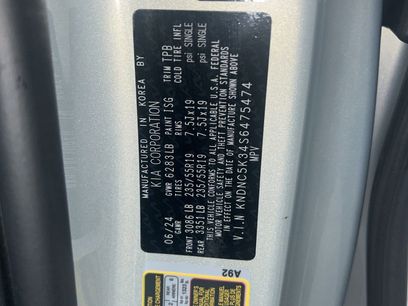 MANUFACTURED IN KOREA BY
KIA CORPORATION
06/24 GVWR 6283LB PAINT ISG TRIM TPB
GAWR TIRES RIMS COLD TIRE INFL
FRONT 3086LB 235/55R19 7.5Jx19 psi SINGLE
REAR 3351LB 235/55R19 7.5Jx19 psi SINGLE
THIS VEHICLE CONFORMS TO ALL APPLICABLE U.S.A. FEDERAL
MOTOR VEHICLE SAFETY AND THEFT PREVENTION STANDARDS
IN EFFECT ON THE DATE OF MANUFACTURE SHOWN ABOVE
V.I.N KNDNC5K34S6475474
MPV
A92